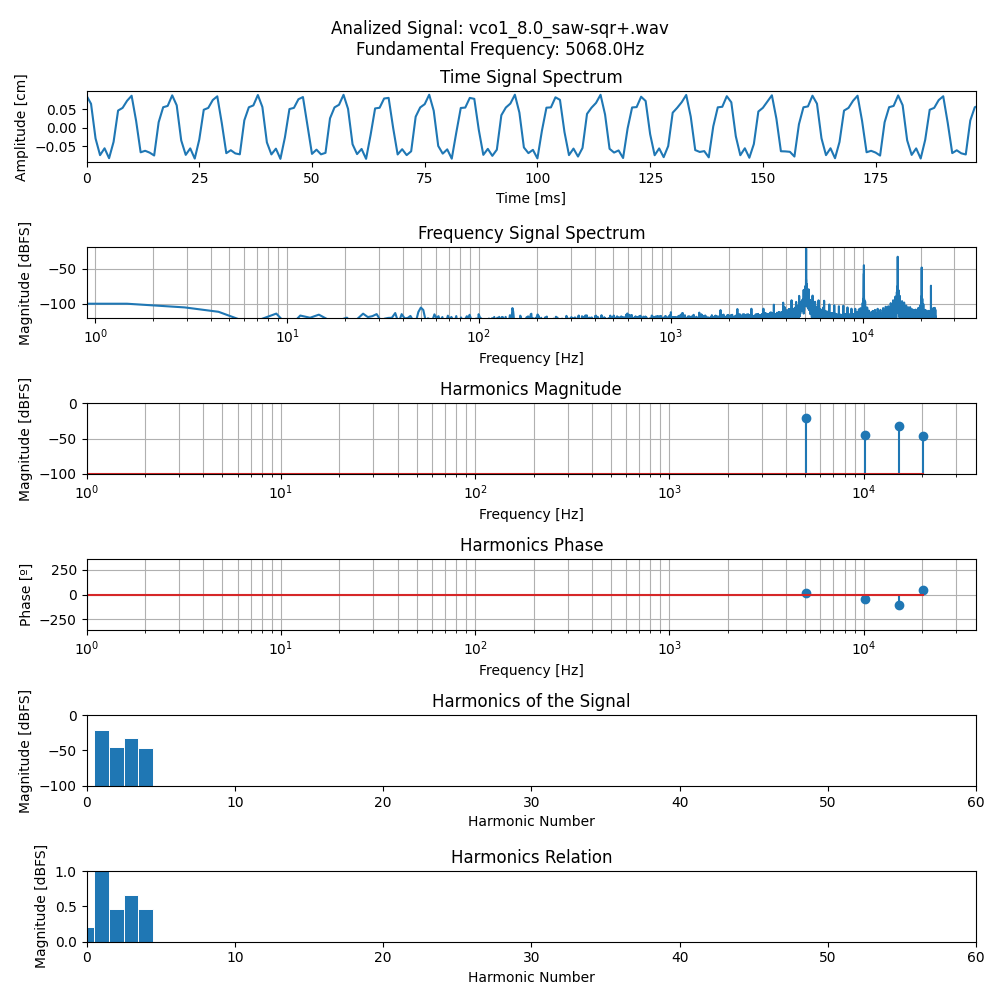 Analized Signal: vco1_8.0_saw-sqr+.wav
Fundamental Frequency: 5068.0Hz
Time Signal Spectrum
Amplitude [cm]
0.05
0.00
−0.05
0 25 50 75 100 125 150 175
Time [ms]
Frequency Signal Spectrum
Magnitude [dBFS]
−50
−100
10⁰ 10¹ 10² 10³ 10⁴
Frequency [Hz]
Harmonics Magnitude
Magnitude [dBFS]
0
−50
−100
10⁰ 10¹ 10² 10³ 10⁴
Frequency [Hz]
Harmonics Phase
Phase [º]
250
0
−250
10⁰ 10¹ 10² 10³ 10⁴
Frequency [Hz]
Harmonics of the Signal
Magnitude [dBFS]
0
−50
−100
0 10 20 30 40 50 60
Harmonic Number
Harmonics Relation
Magnitude [dBFS]
1.0
0.5
0.0
0 10 20 30 40 50 60
Harmonic Number